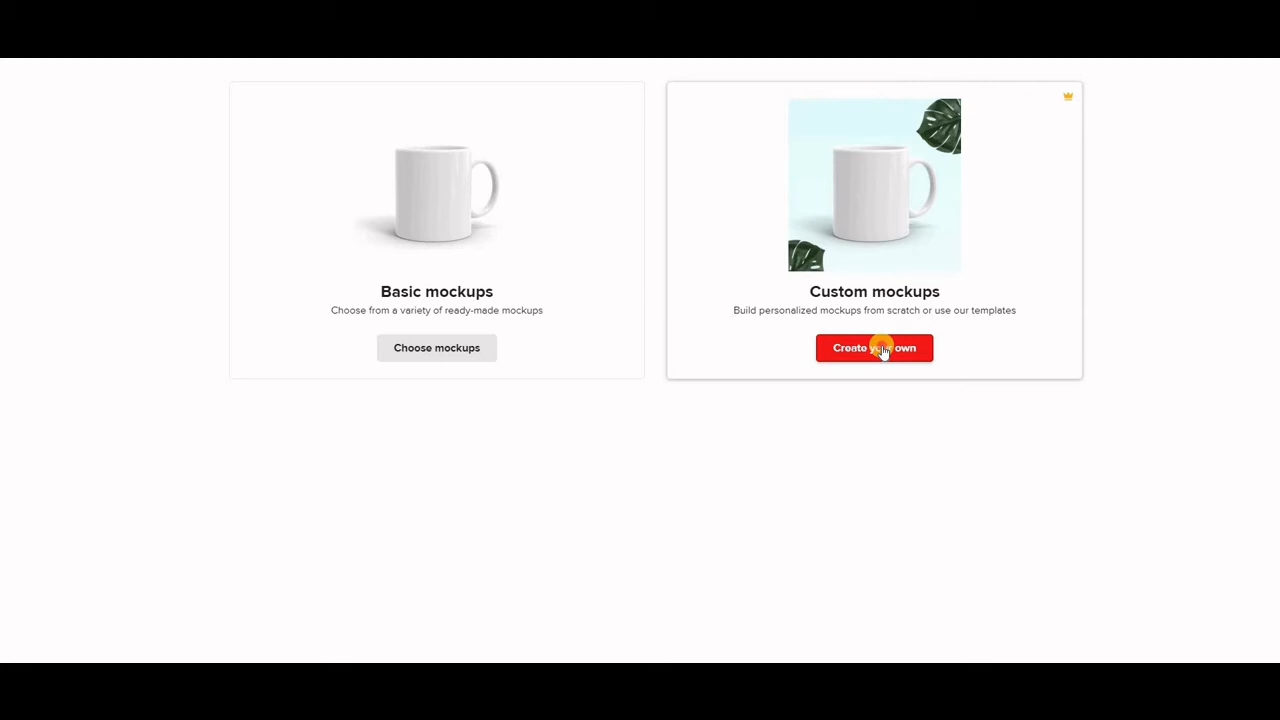 Basic mockups
Choose from a variety of ready-made mockups
Choose mockups
Custom mockups
Build personalized mockups from scratch or use our templates
Create your own